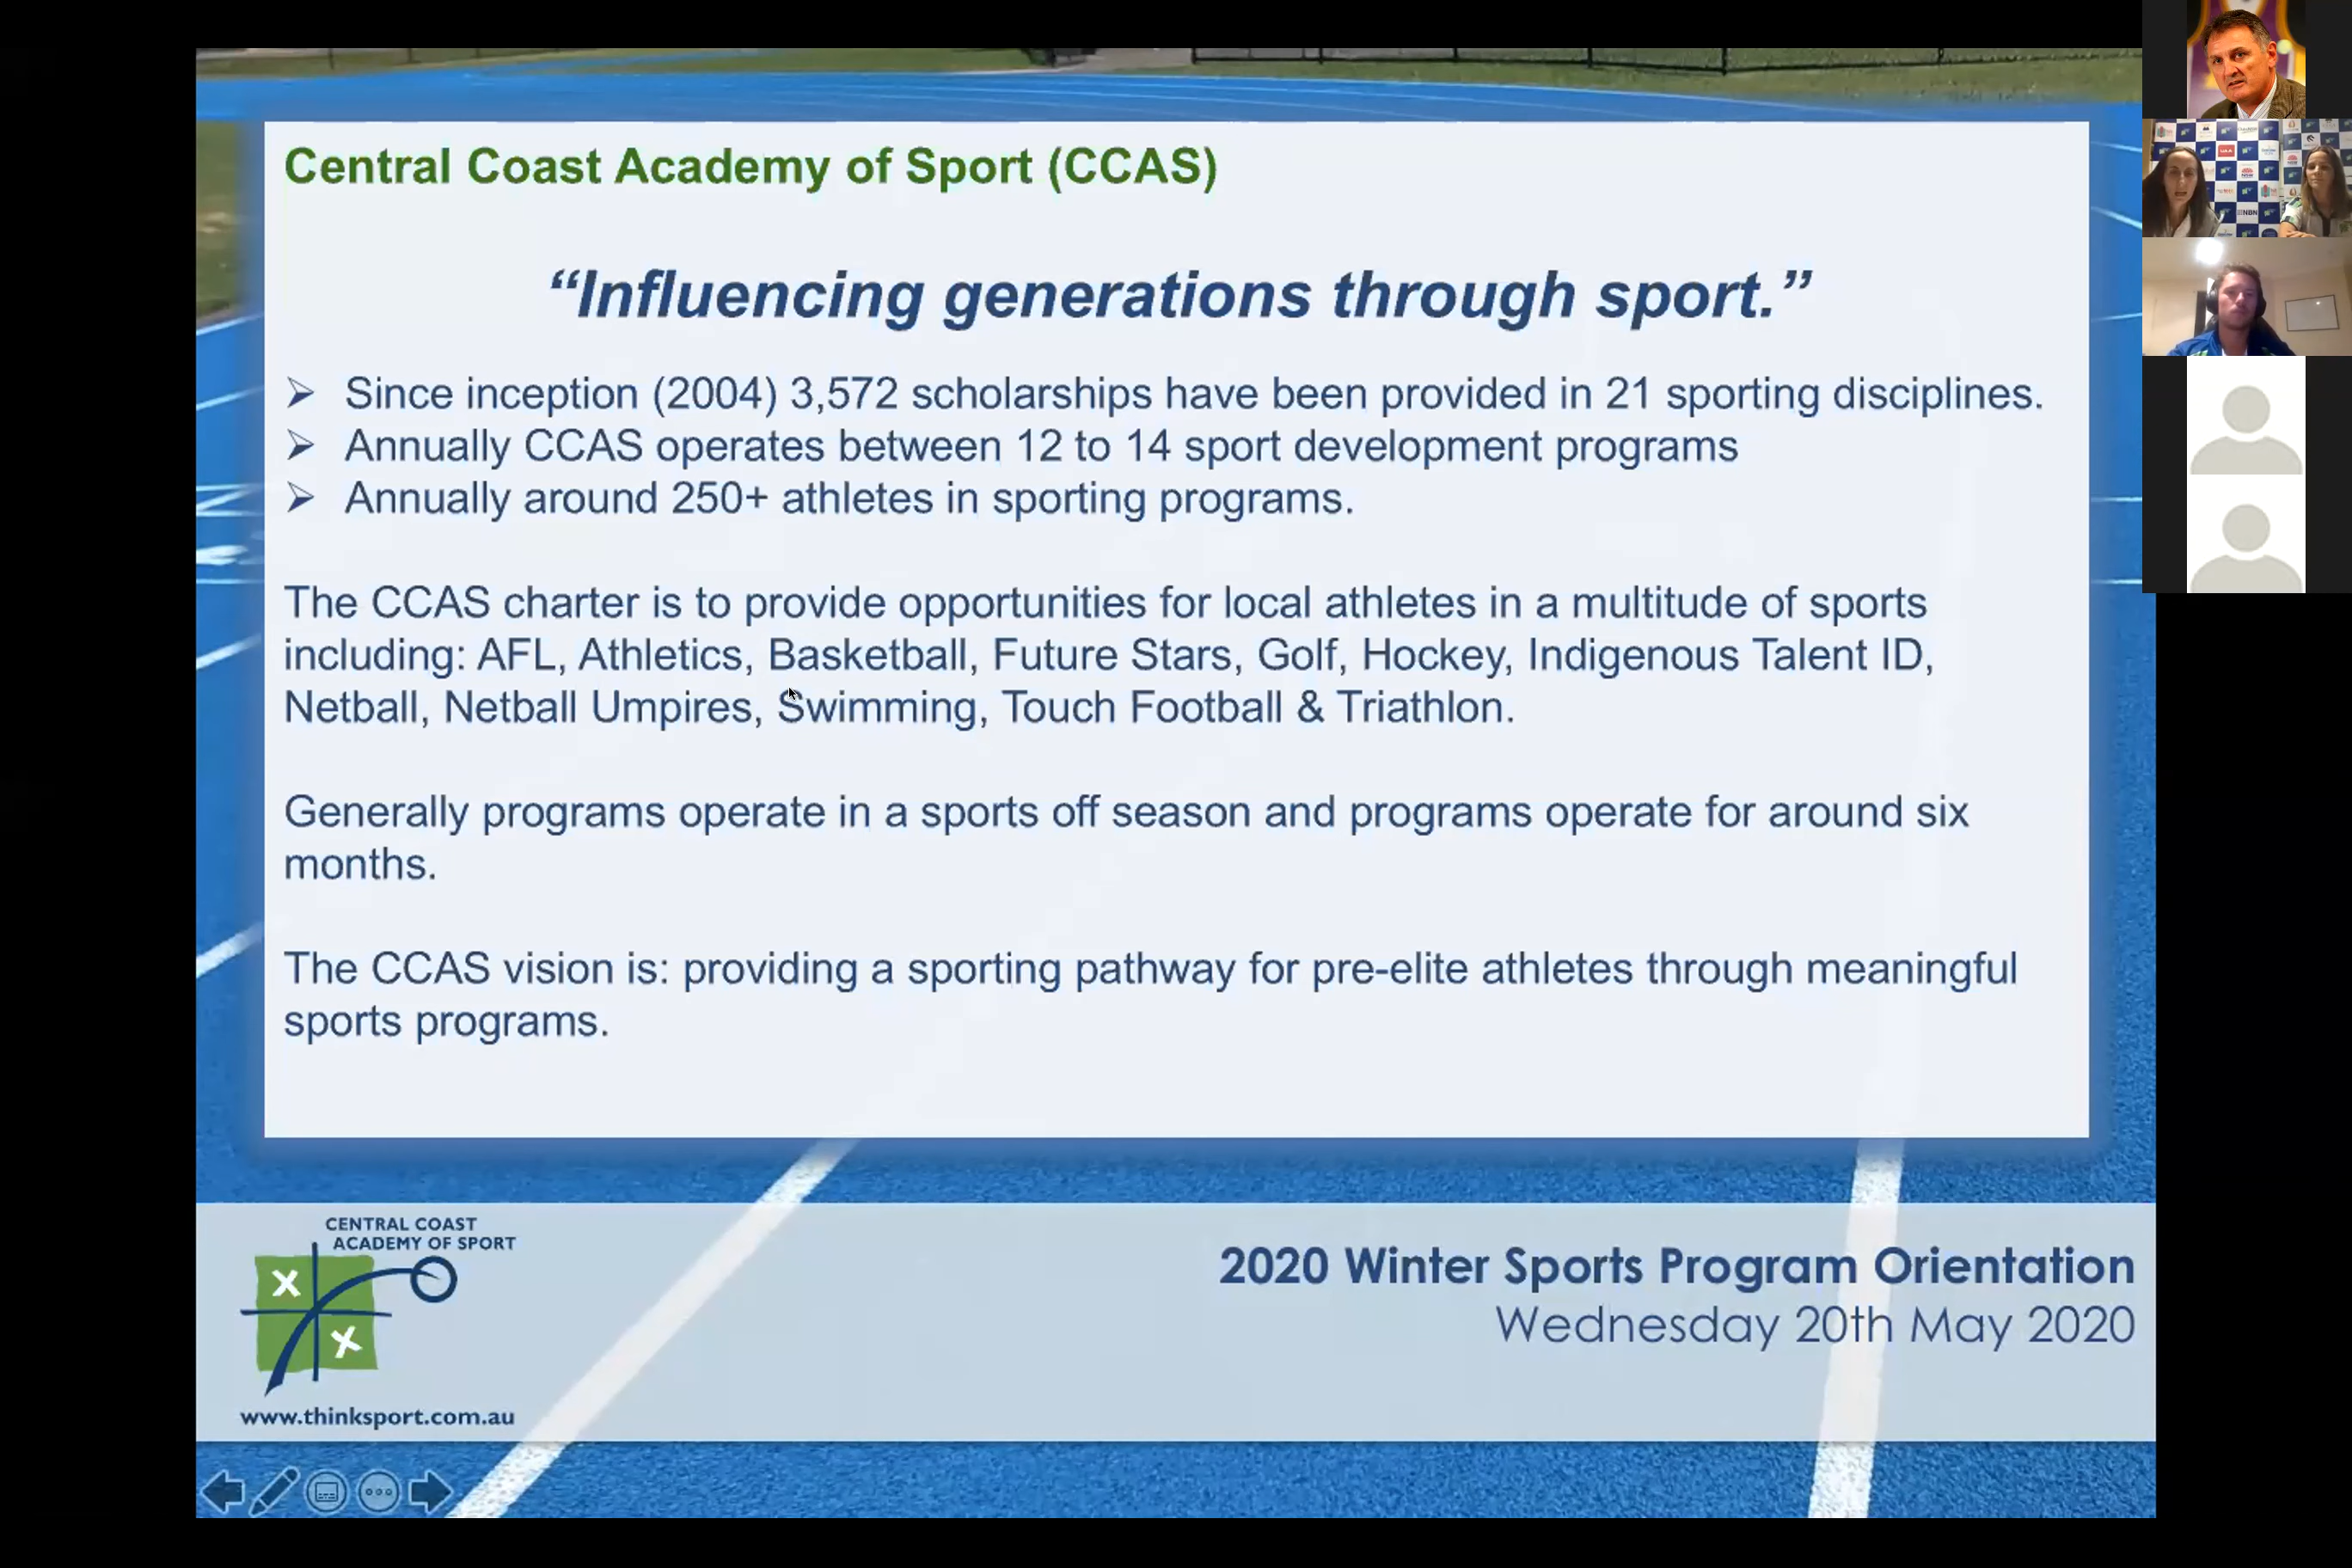 Central Coast Academy of Sport (CCAS)
“Influencing generations through sport.”
Since inception (2004) 3,572 scholarships have been provided in 21 sporting disciplines.
Annually CCAS operates between 12 to 14 sport development programs
Annually around 250+ athletes in sporting programs.
The CCAS charter is to provide opportunities for local athletes in a multitude of sports
including: AFL, Athletics, Basketball, Future Stars, Golf, Hockey, Indigenous Talent ID,
Netball, Netball Umpires, Swimming, Touch Football & Triathlon.
Generally programs operate in a sports off season and programs operate for around six
months.
The CCAS vision is: providing a sporting pathway for pre-elite athletes through meaningful
sports programs.
CENTRAL COAST
ACADEMY OF SPORT
www.thinksport.com.au
2020 Winter Sports Program Orientation
Wednesday 20th May 2020
NBN